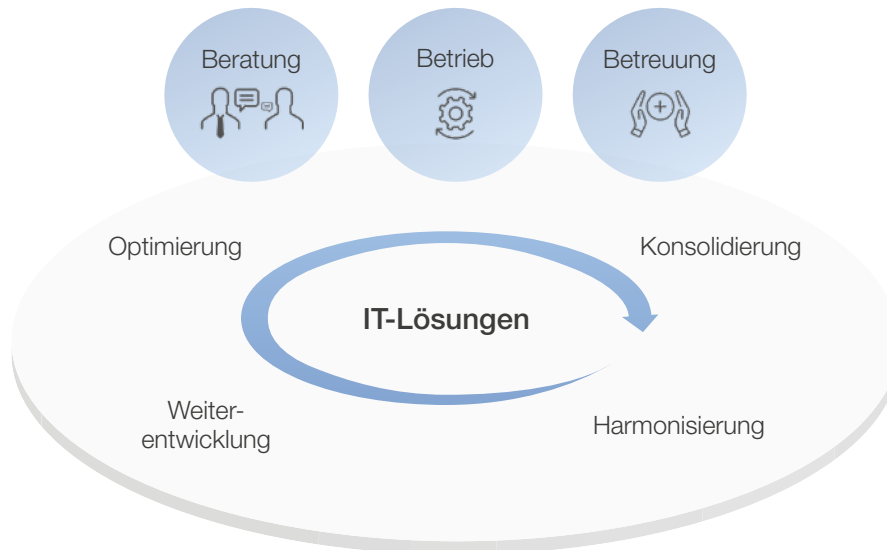 Beratung
Betrieb
Betreuung
Optimierung
Konsolidierung
IT-Lösungen
Weiter-
entwicklung
Harmonisierung